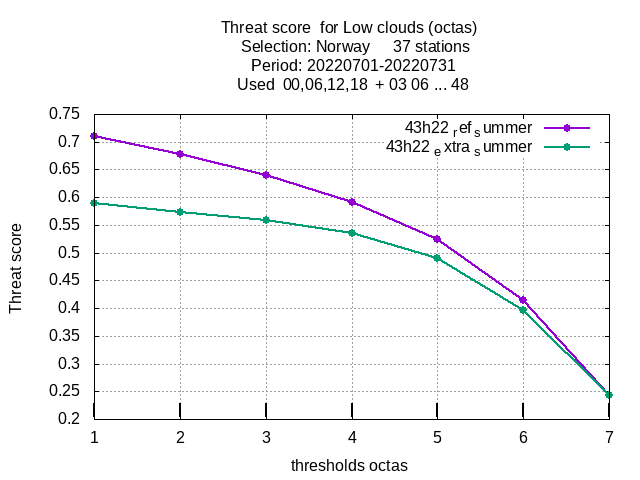 Threat score  for Low clouds (octas)
Selection: Norway     37 stations
Period: 20220701-20220731
Used  00,06,12,18  + 03 06 ... 48
43h22 ref summer
43h22 extra summer
0.75
0.7
0.65
0.6
0.55
0.5
0.45
0.4
0.35
0.3
0.25
0.2
Threat score
1 2 3 4 5 6 7
thresholds octas